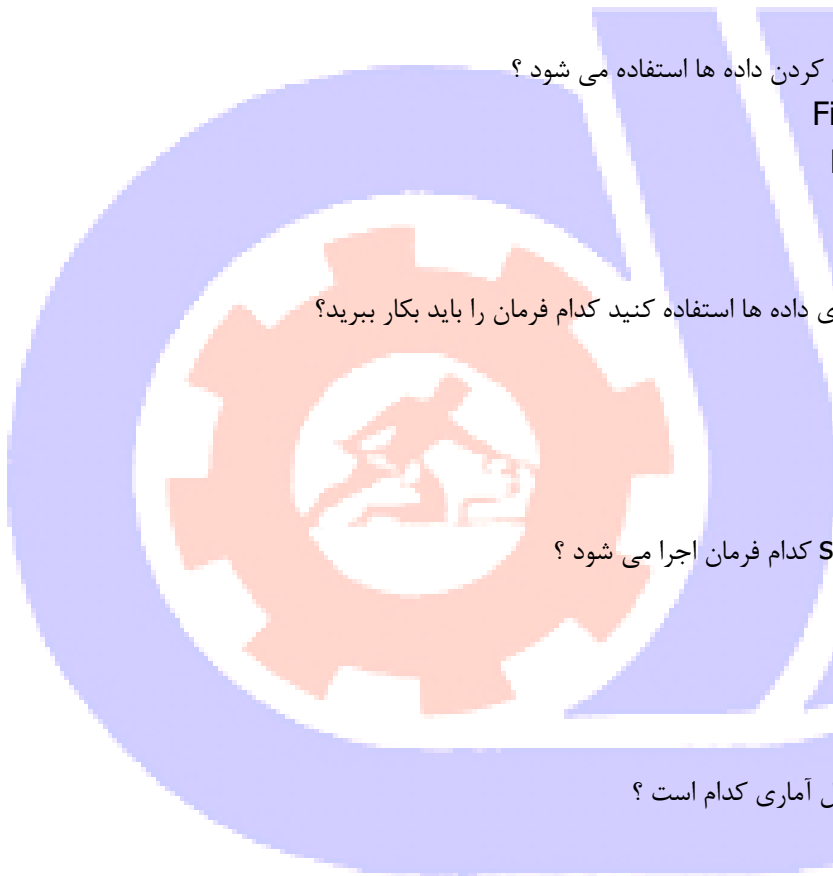 کردن داده ها استفاده می شود ؟
Fi
داده ها استفاده کنید کدام فرمان را باید بکار ببرید؟
کدام فرمان اجرا می شود ؟
آماری کدام است ؟